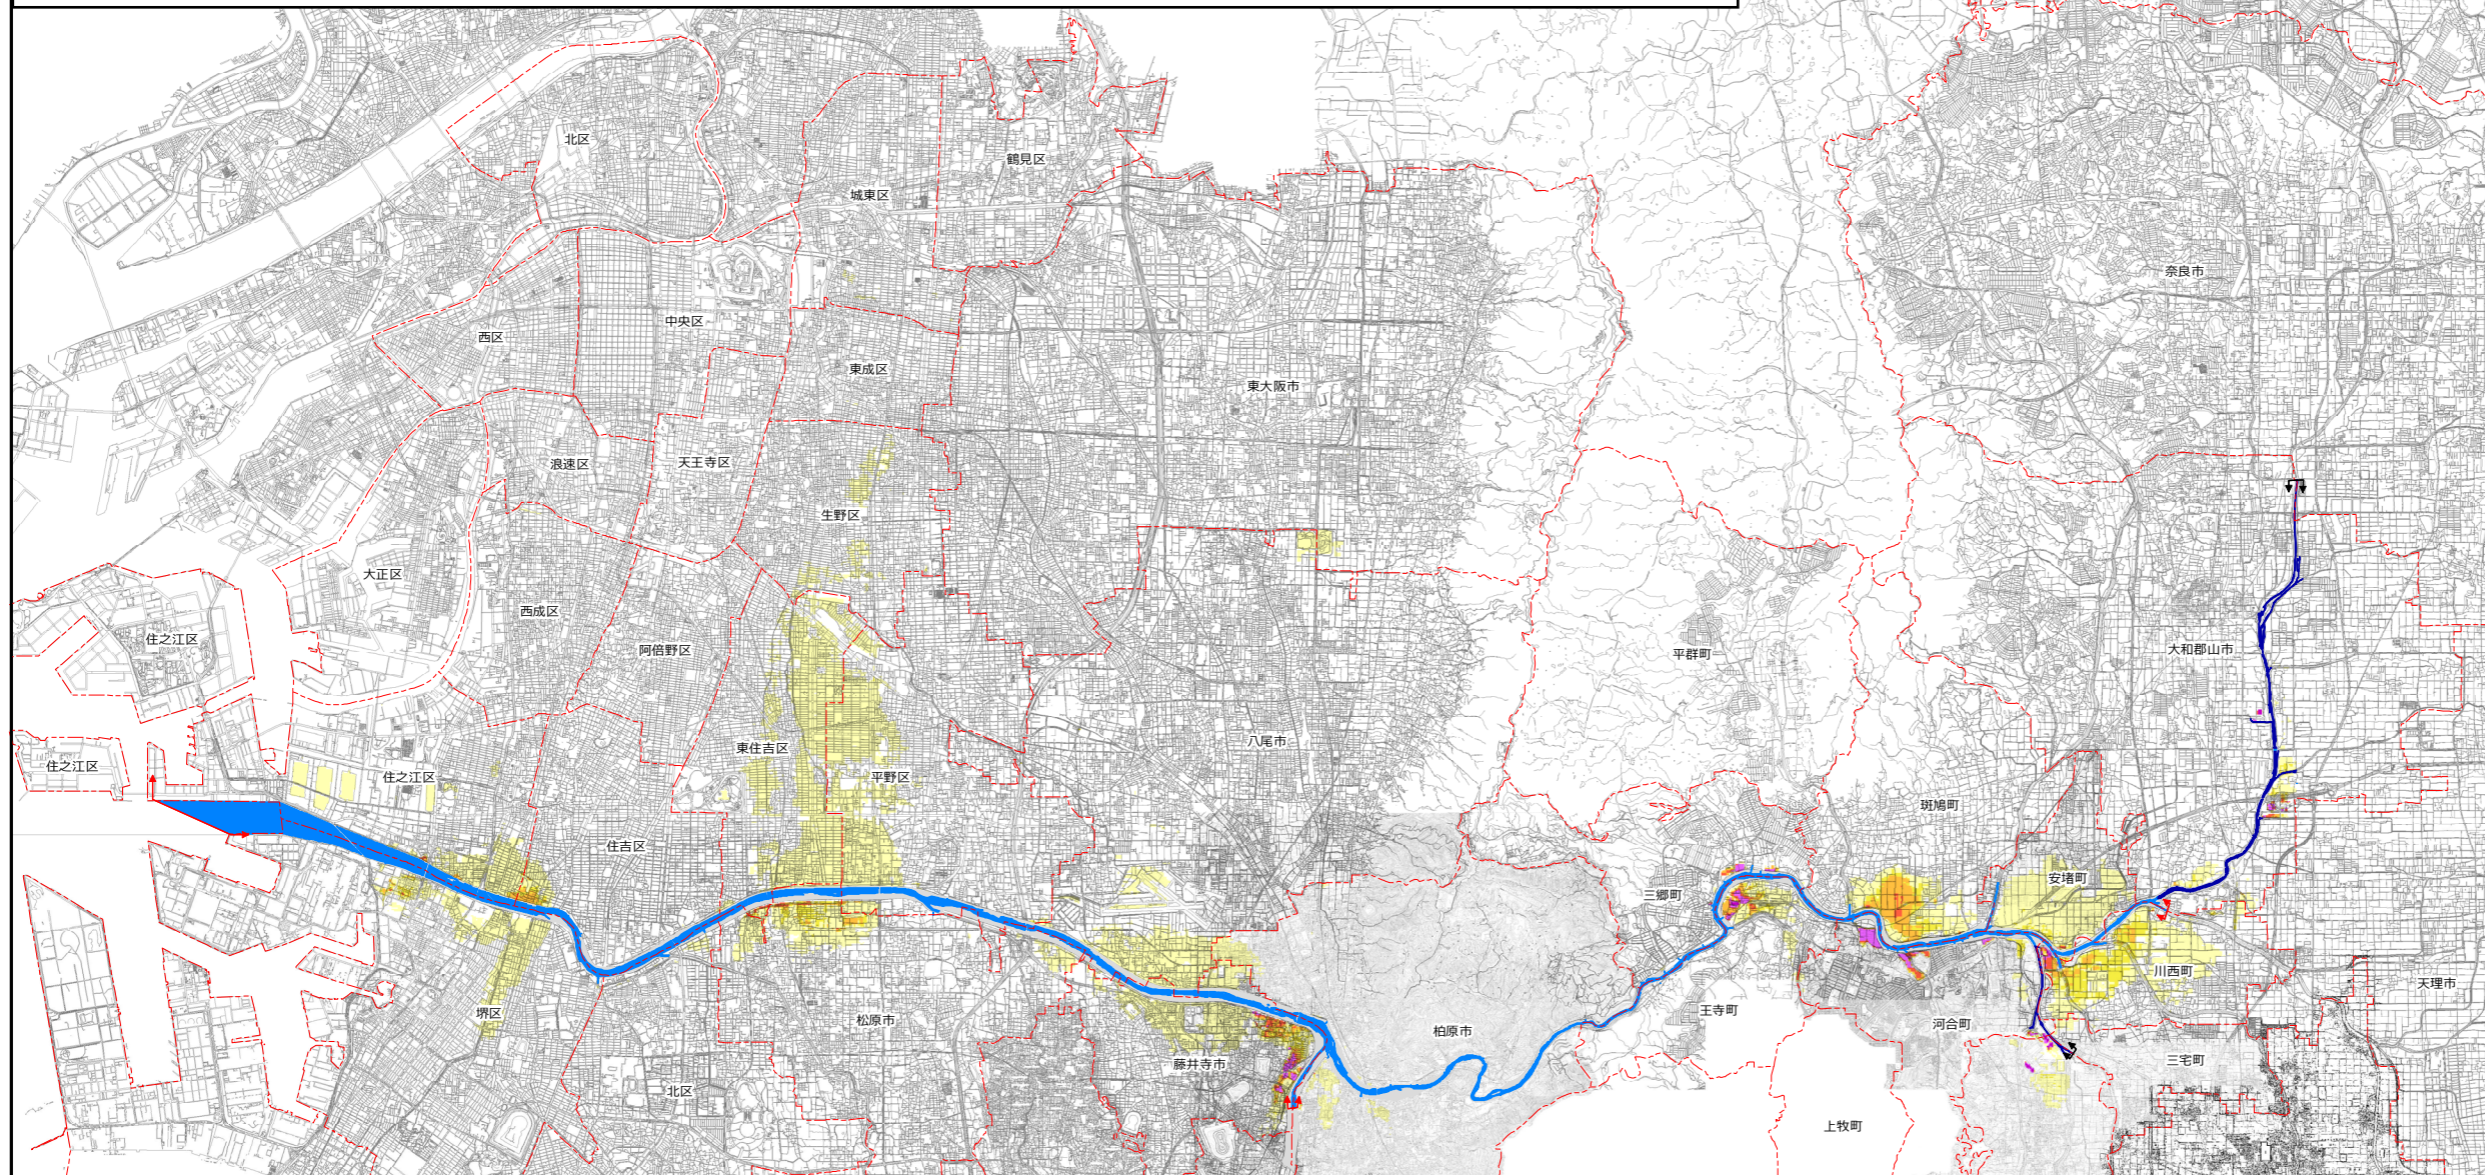 北区
鶴見区
城東区
奈良市
中央区
西区
東成区
東大阪市
浪速区
天王寺区
生野区
大正区
西成区
住之江区
阿倍野区
大和郡山市
平群町
東住吉区
八尾市
住之江区
住之江区
平野区
斑鳩町
住吉区
安堵町
三郷町
川西町
天理市
堺区
松原市
柏原市
王寺町
河合町
藤井寺市
三宅町
北区
上牧町